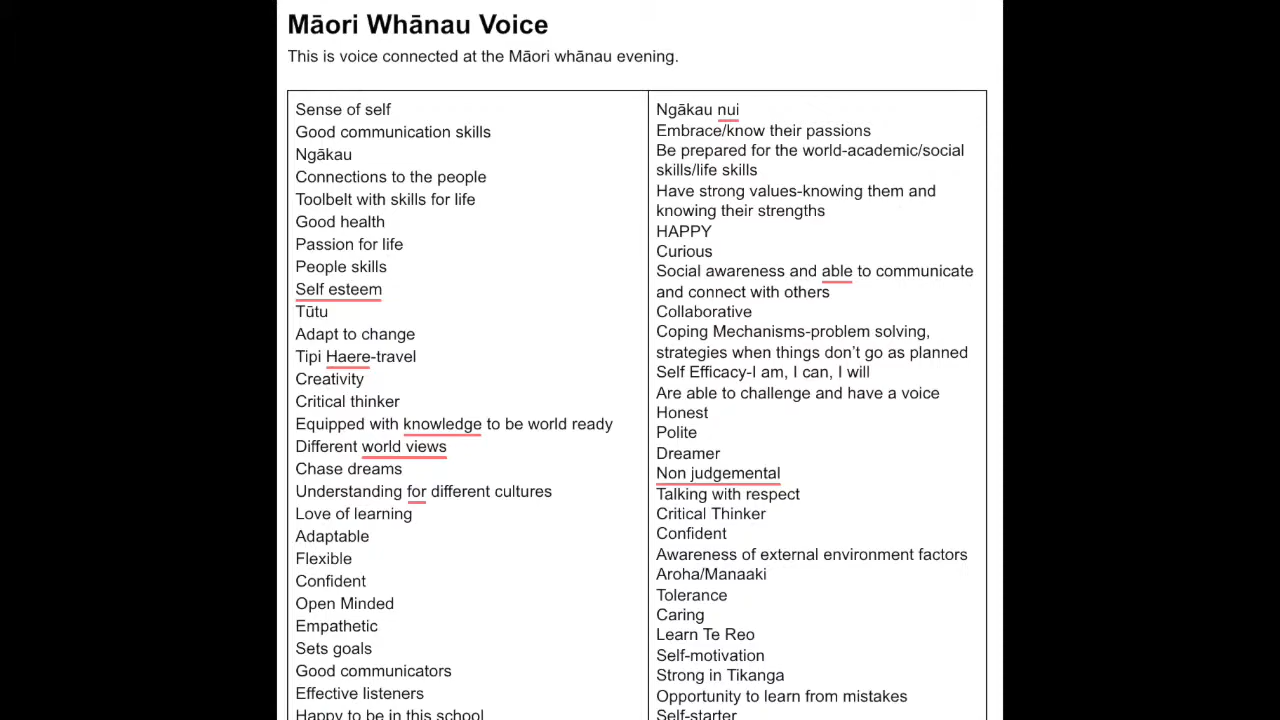 Māori Whānau Voice
This is voice connected at the Māori whānau evening.
Sense of self
Good communication skills
Ngākau
Connections to the people
Toolbelt with skills for life
Good health
Passion for life
People skills
Self esteem
Tūtu
Adapt to change
Tipi Haere-travel
Creativity
Critical thinker
Equipped with knowledge to be world ready
Different world views
Chase dreams
Understanding for different cultures
Love of learning
Adaptable
Flexible
Confident
Open Minded
Empathetic
Sets goals
Good communicators
Effective listeners
Happy to be in this school
Ngākau nui
Embrace/know their passions
Be prepared for the world-academic/social
skills/life skills
Have strong values-knowing them and
knowing their strengths
HAPPY
Curious
Social awareness and able to communicate
and connect with others
Collaborative
Coping Mechanisms-problem solving,
strategies when things don’t go as planned
Self Efficacy-I am, I can, I will
Are able to challenge and have a voice
Honest
Polite
Dreamer
Non judgemental
Talking with respect
Critical Thinker
Confident
Awareness of external environment factors
Aroha/Manaaki
Tolerance
Caring
Learn Te Reo
Self-motivation
Strong in Tikanga
Opportunity to learn from mistakes
Self-starter